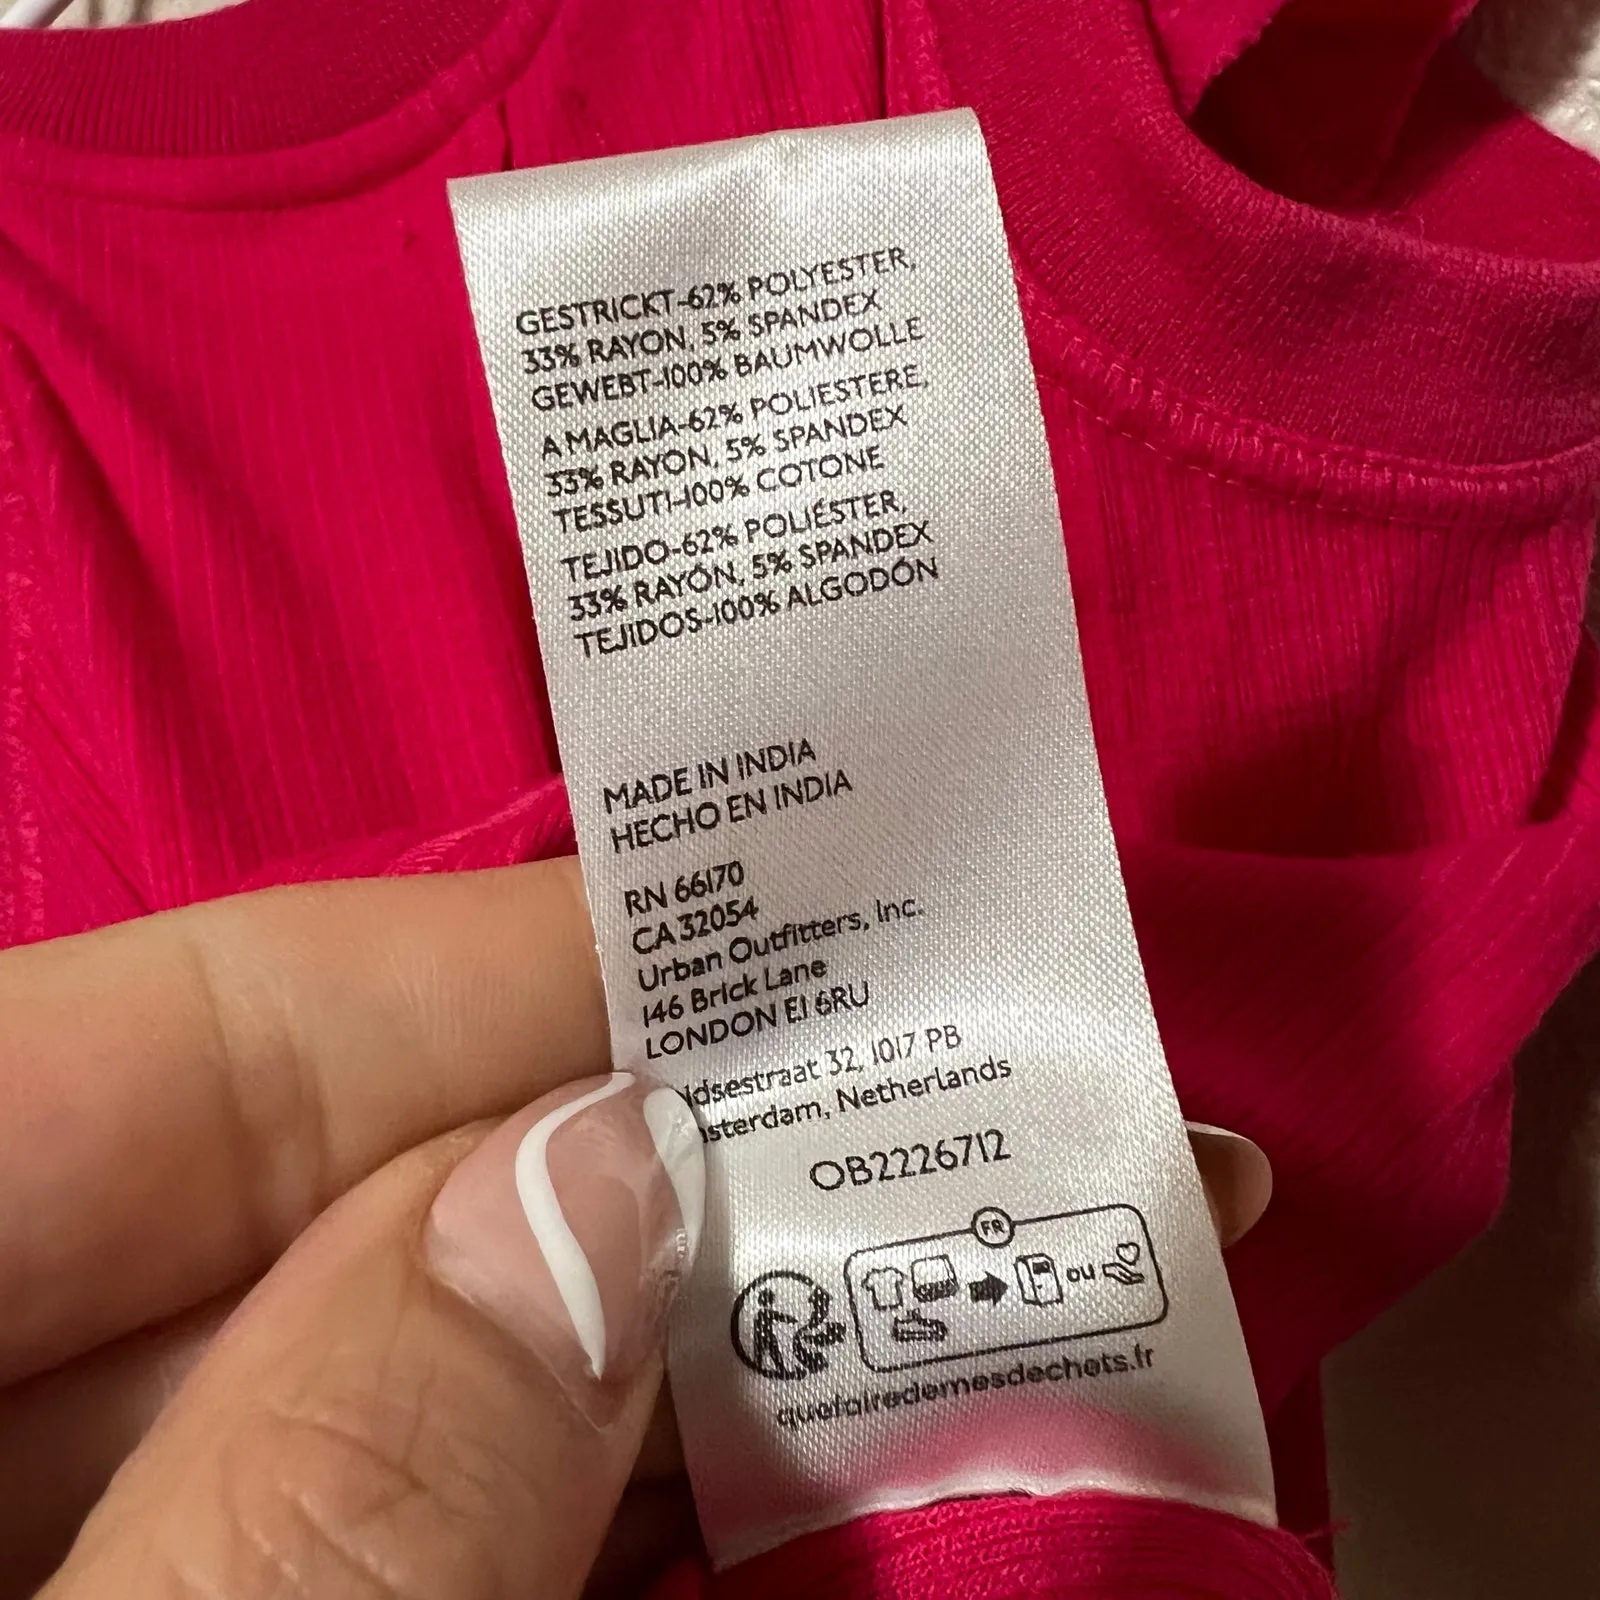 GESTRICKT-62% POLYESTER,
33% RAYON, 5% SPANDEX
GEWEBT-100% BAUMWOLLE
A MAGLIA-62% POLIESTERE,
33% RAYON, 5% SPANDEX
TESSUTI-100% COTONE
TEJIDO-62% POLIÉSTER,
33% RAYÓN, 5% SPANDEX
TEJIDOS-100% ALGODÓN
MADE IN INDIA
HECHO EN INDIA
RN 66170
CA 32054
Urban Outfitters, Inc.
146 Brick Lane
LONDON E1 6RU
32, 1017 PB
Netherlands
OB2226712
FR
ou
quefairedemesdechets.fr